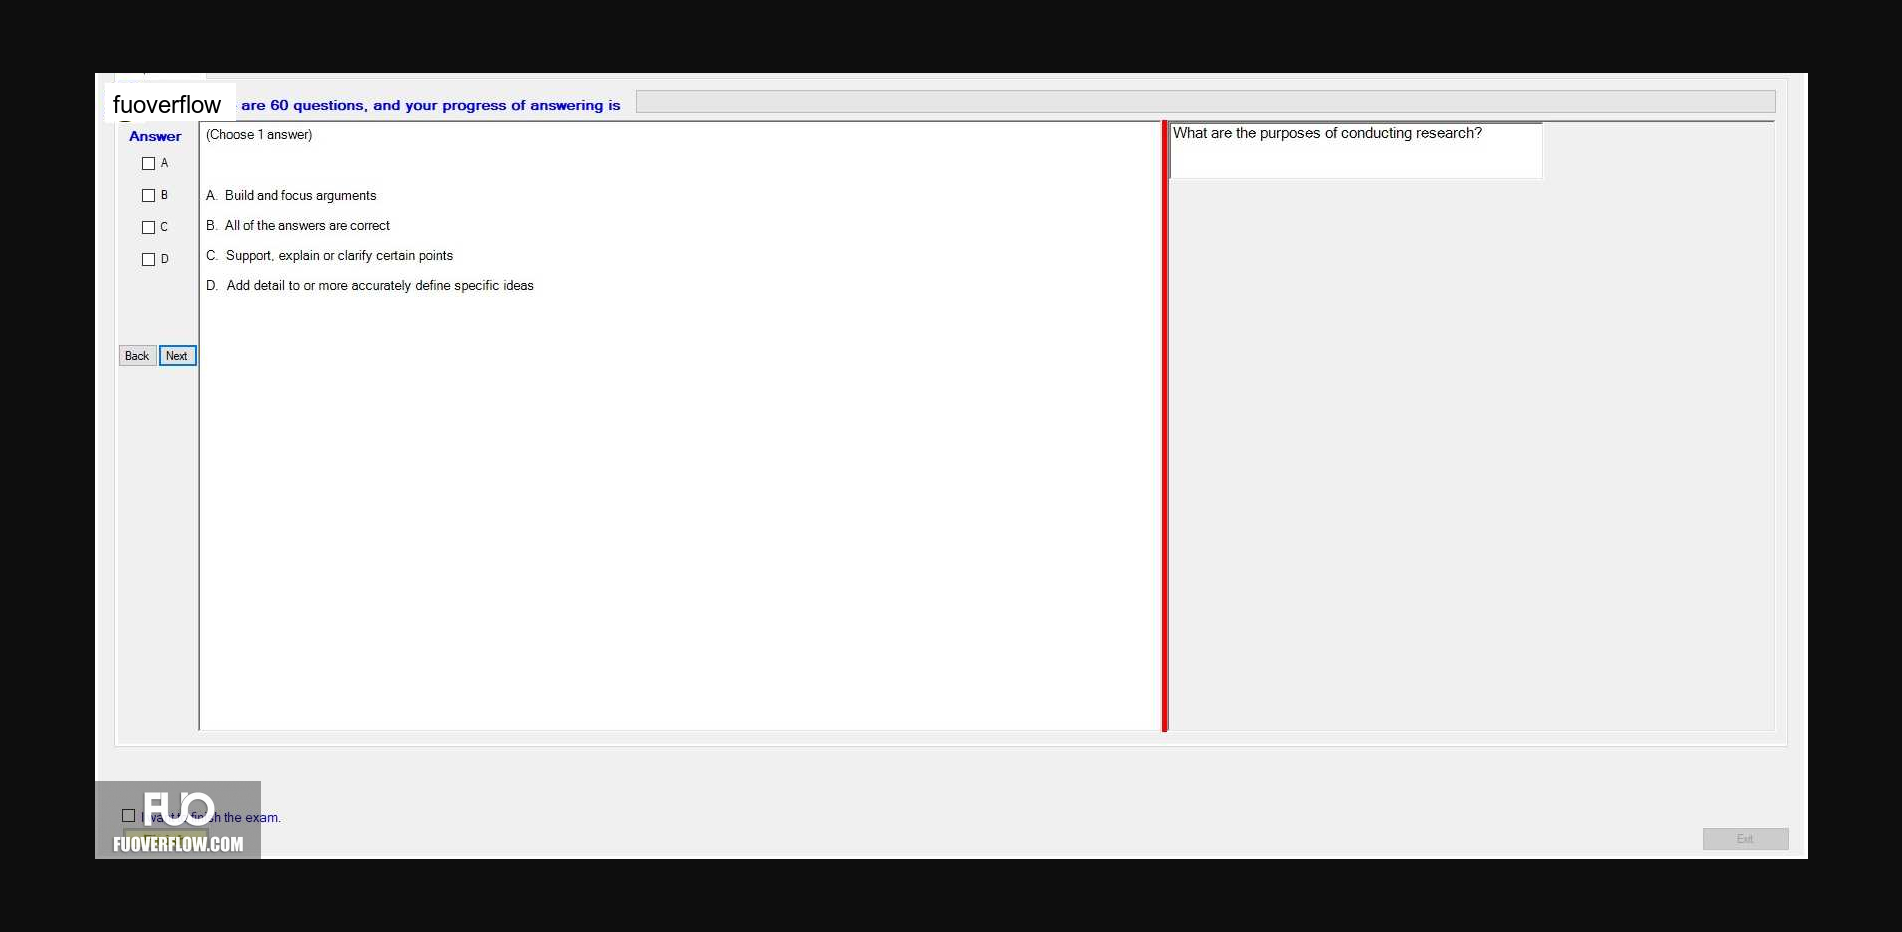 fuoverflow are 60 questions, and your progress of answering is
Answer
A
B
C
D
Back Next
(Choose 1 answer)
A. Build and focus arguments
B. All of the answers are correct
C. Support, explain or clarify certain points
D. Add detail to or more accurately define specific ideas
What are the purposes of conducting research?
FUO
the exam.
FUOVERFLOW.COM
Exit